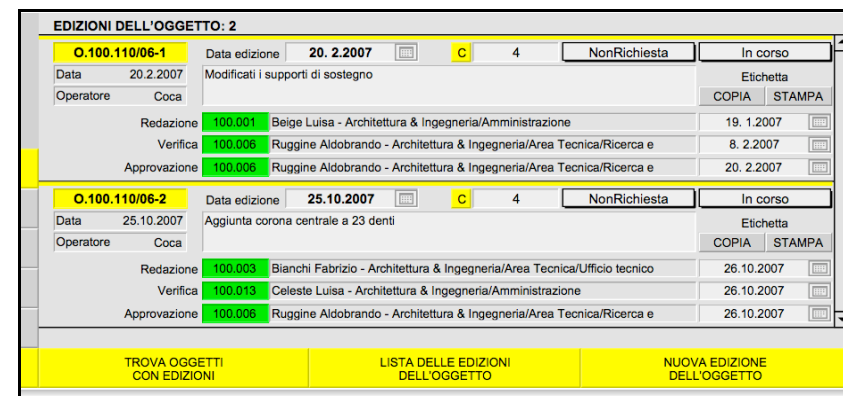 EDIZIONI DELL'OGGETTO: 2
O.100.110/06-1 Data edizione 20. 2.2007 C 4 NonRichiesta In corso
Data 20.2.2007 Modificati i supporti di sostegno Etichetta
Operatore Coca COPIA STAMPA
Redazione 100.001 Beige Luisa - Architettura & Ingegneria/Amministrazione 19. 1.2007
Verifica 100.006 Ruggine Aldobrando - Architettura & Ingegneria/Area Tecnica/Ricerca e 8. 2.2007
Approvazione 100.006 Ruggine Aldobrando - Architettura & Ingegneria/Area Tecnica/Ricerca e 20. 2.2007
O.100.110/06-2 Data edizione 25.10.2007 C 4 NonRichiesta In corso
Data 25.10.2007 Aggiunta corona centrale a 23 denti Etichetta
Operatore Coca COPIA STAMPA
Redazione 100.003 Bianchi Fabrizio - Architettura & Ingegneria/Area Tecnica/Ufficio tecnico 26.10.2007
Verifica 100.013 Celeste Luisa - Architettura & Ingegneria/Amministrazione 26.10.2007
Approvazione 100.006 Ruggine Aldobrando - Architettura & Ingegneria/Area Tecnica/Ricerca e 26.10.2007
TROVA OGGETTI LISTA DELLE EDIZIONI NUOVA EDIZIONE
CON EDIZIONI DELL'OGGETTO DELL'OGGETTO